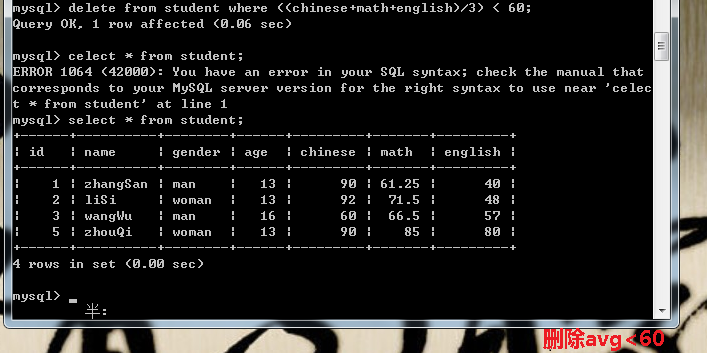 mysql> delete from student where ((chinese+math+english)/3) < 60;
Query OK, 1 row affected (0.06 sec)
mysql> celect * from student;
ERROR 1064 (42000): You have an error in your SQL syntax; check the manual that
corresponds to your MySQL server version for the right syntax to use near 'celec
t * from student' at line 1
mysql> select * from student;
+------+----------+--------+------+---------+-------+---------+
| id | name | gender | age | chinese | math | english |
+------+----------+--------+------+---------+-------+---------+
| 1 | zhangSan | man | 13 | 90 | 61.25 | 40 |
| 2 | liSi | woman | 13 | 92 | 71.5 | 48 |
| 3 | wangWu | man | 16 | 60 | 66.5 | 57 |
| 5 | zhouQi | woman | 13 | 90 | 85 | 80 |
+------+----------+--------+------+---------+-------+---------+
4 rows in set (0.00 sec)
mysql> _
半:
删除avg<60